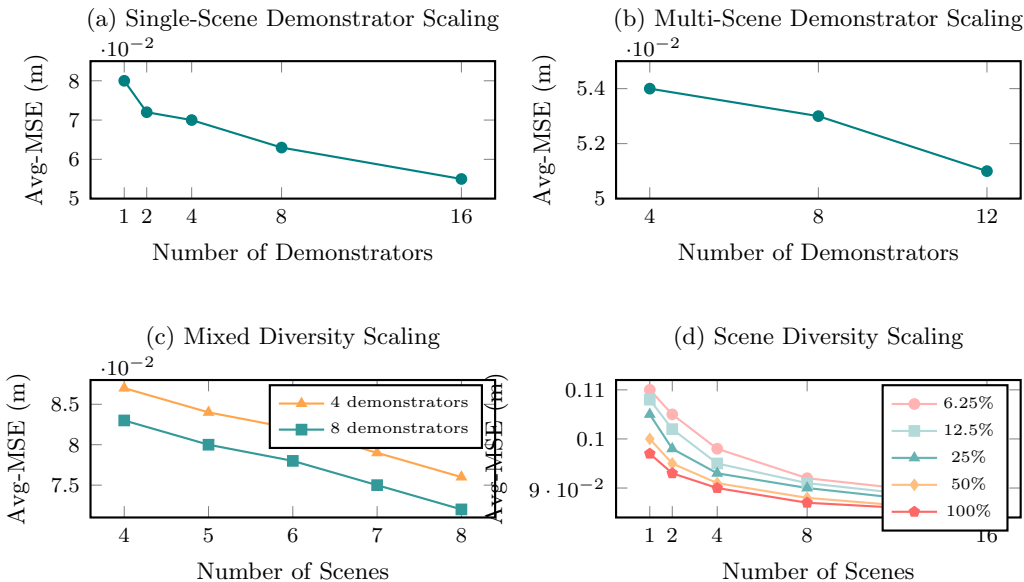 (a) Single-Scene Demonstrator Scaling
·10⁻²
8
7
6
5
Avg-MSE (m)
1 2 4 8 16
Number of Demonstrators
(b) Multi-Scene Demonstrator Scaling
·10⁻²
5.4
5.2
5
Avg-MSE (m)
4 8 12
Number of Demonstrators
(c) Mixed Diversity Scaling
·10⁻²
8.5
8
7.5
Avg-MSE (m)
4 demonstrators
8 demonstrators
4 5 6 7 8
Number of Scenes
(d) Scene Diversity Scaling
0.11
0.1
9 · 10⁻²
Avg-MSE (m)
6.25%
12.5%
25%
50%
100%
1 2 4 8 16
Number of Scenes